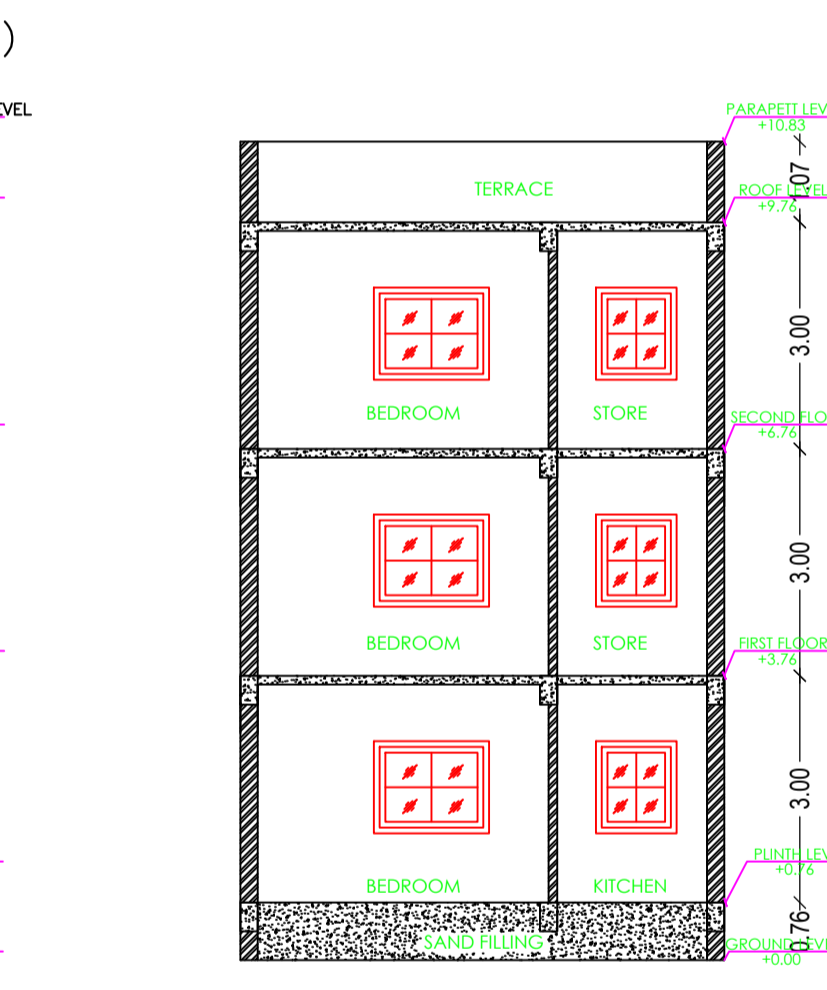 )
EVEL
PARAPETT LEV
+10.83
1.07
TERRACE
ROOF LEVEL
+9.76
3.00
BEDROOM
STORE
SECOND FLO
+6.76
3.00
BEDROOM
STORE
FIRST FLOOR
+3.76
3.00
BEDROOM
KITCHEN
PLINTH LEV
+0.76
0.76
SAND FILLING
GROUND LEVE
+0.00